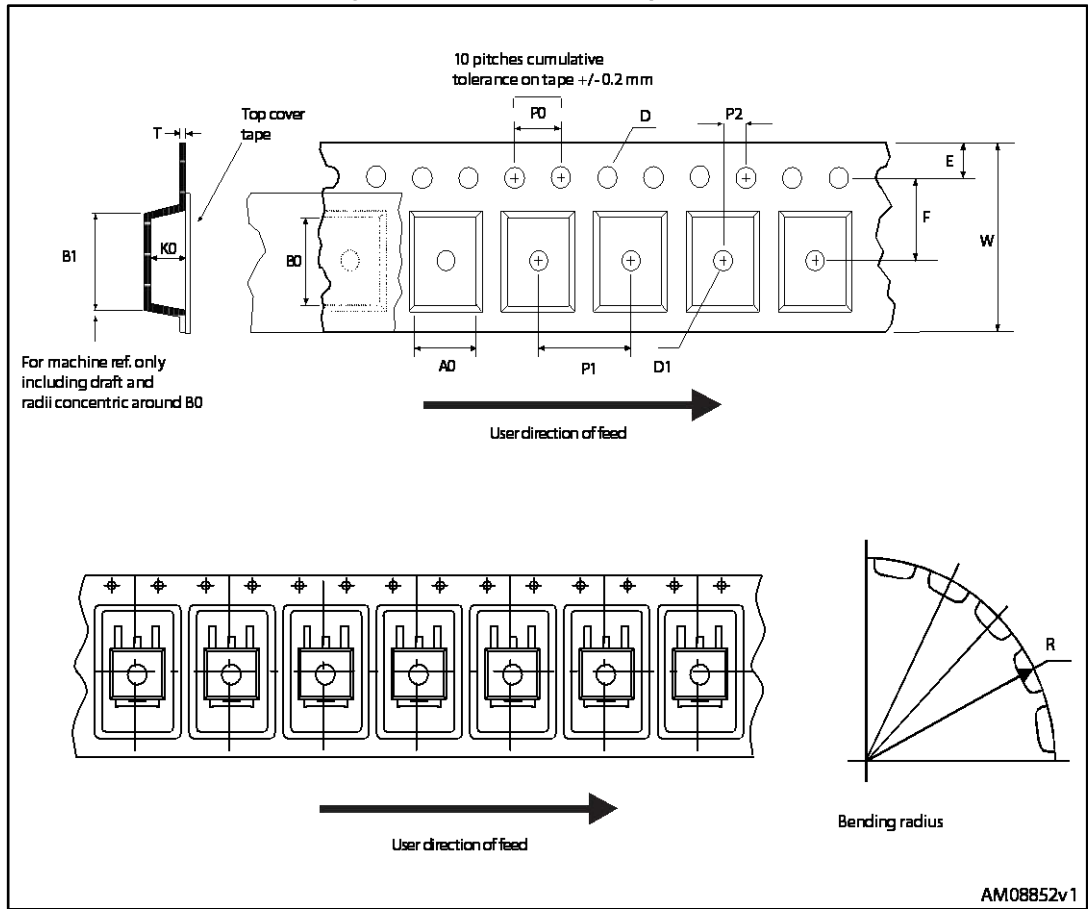 10 pitches cumulative
tolerance on tape +/- 0.2 mm
T
Top cover
tape
P0
D
P2
E
F
W
B1
K0
B0
For machine ref. only
including draft and
radii concentric around B0
A0
P1
D1
User direction of feed
R
User direction of feed
Bending radius
AM08852v1